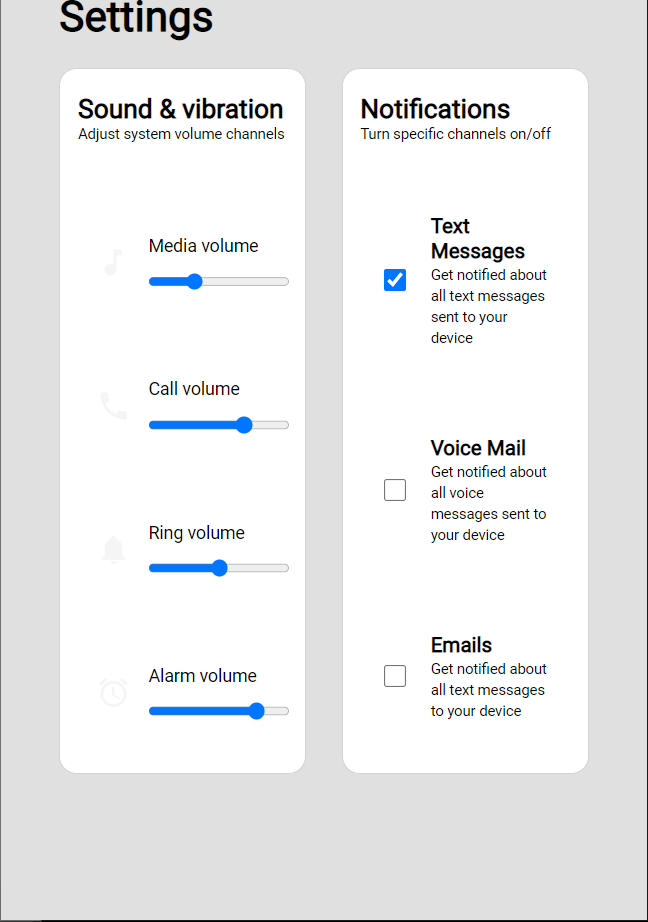 Settings
Sound & vibration
Adjust system volume channels
Media volume
Call volume
Ring volume
Alarm volume
Notifications
Turn specific channels on/off
Text
Messages
Get notified about
all text messages
sent to your
device
Voice Mail
Get notified about
all voice
messages sent to
your device
Emails
Get notified about
all text messages
to your device